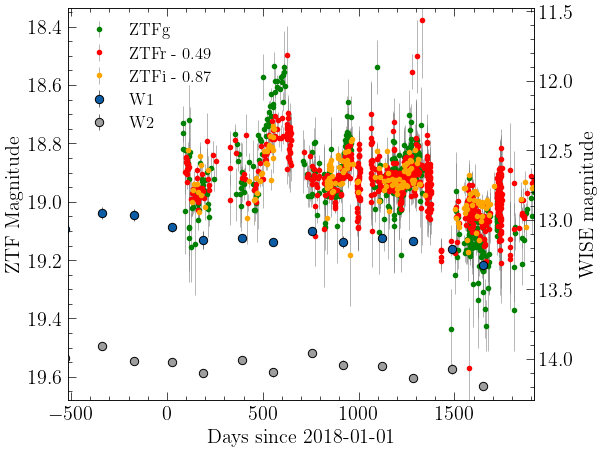 ZTFg
ZTFr - 0.49
ZTFi - 0.87
W1
W2
ZTF Magnitude
18.4
18.6
18.8
19.0
19.2
19.4
19.6
WISE magnitude
11.5
12.0
12.5
13.0
13.5
14.0
−500 0 500 1000 1500
Days since 2018-01-01